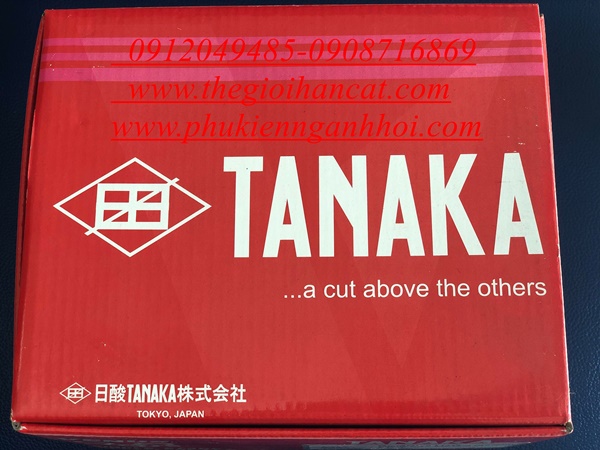 0912049485-0908716869
www.thegioihancat.com
www.phukiennganhhoi.com
TANAKA
...a cut above the others
日酸TANAKA株式会社
TOKYO, JAPAN
TANAKA